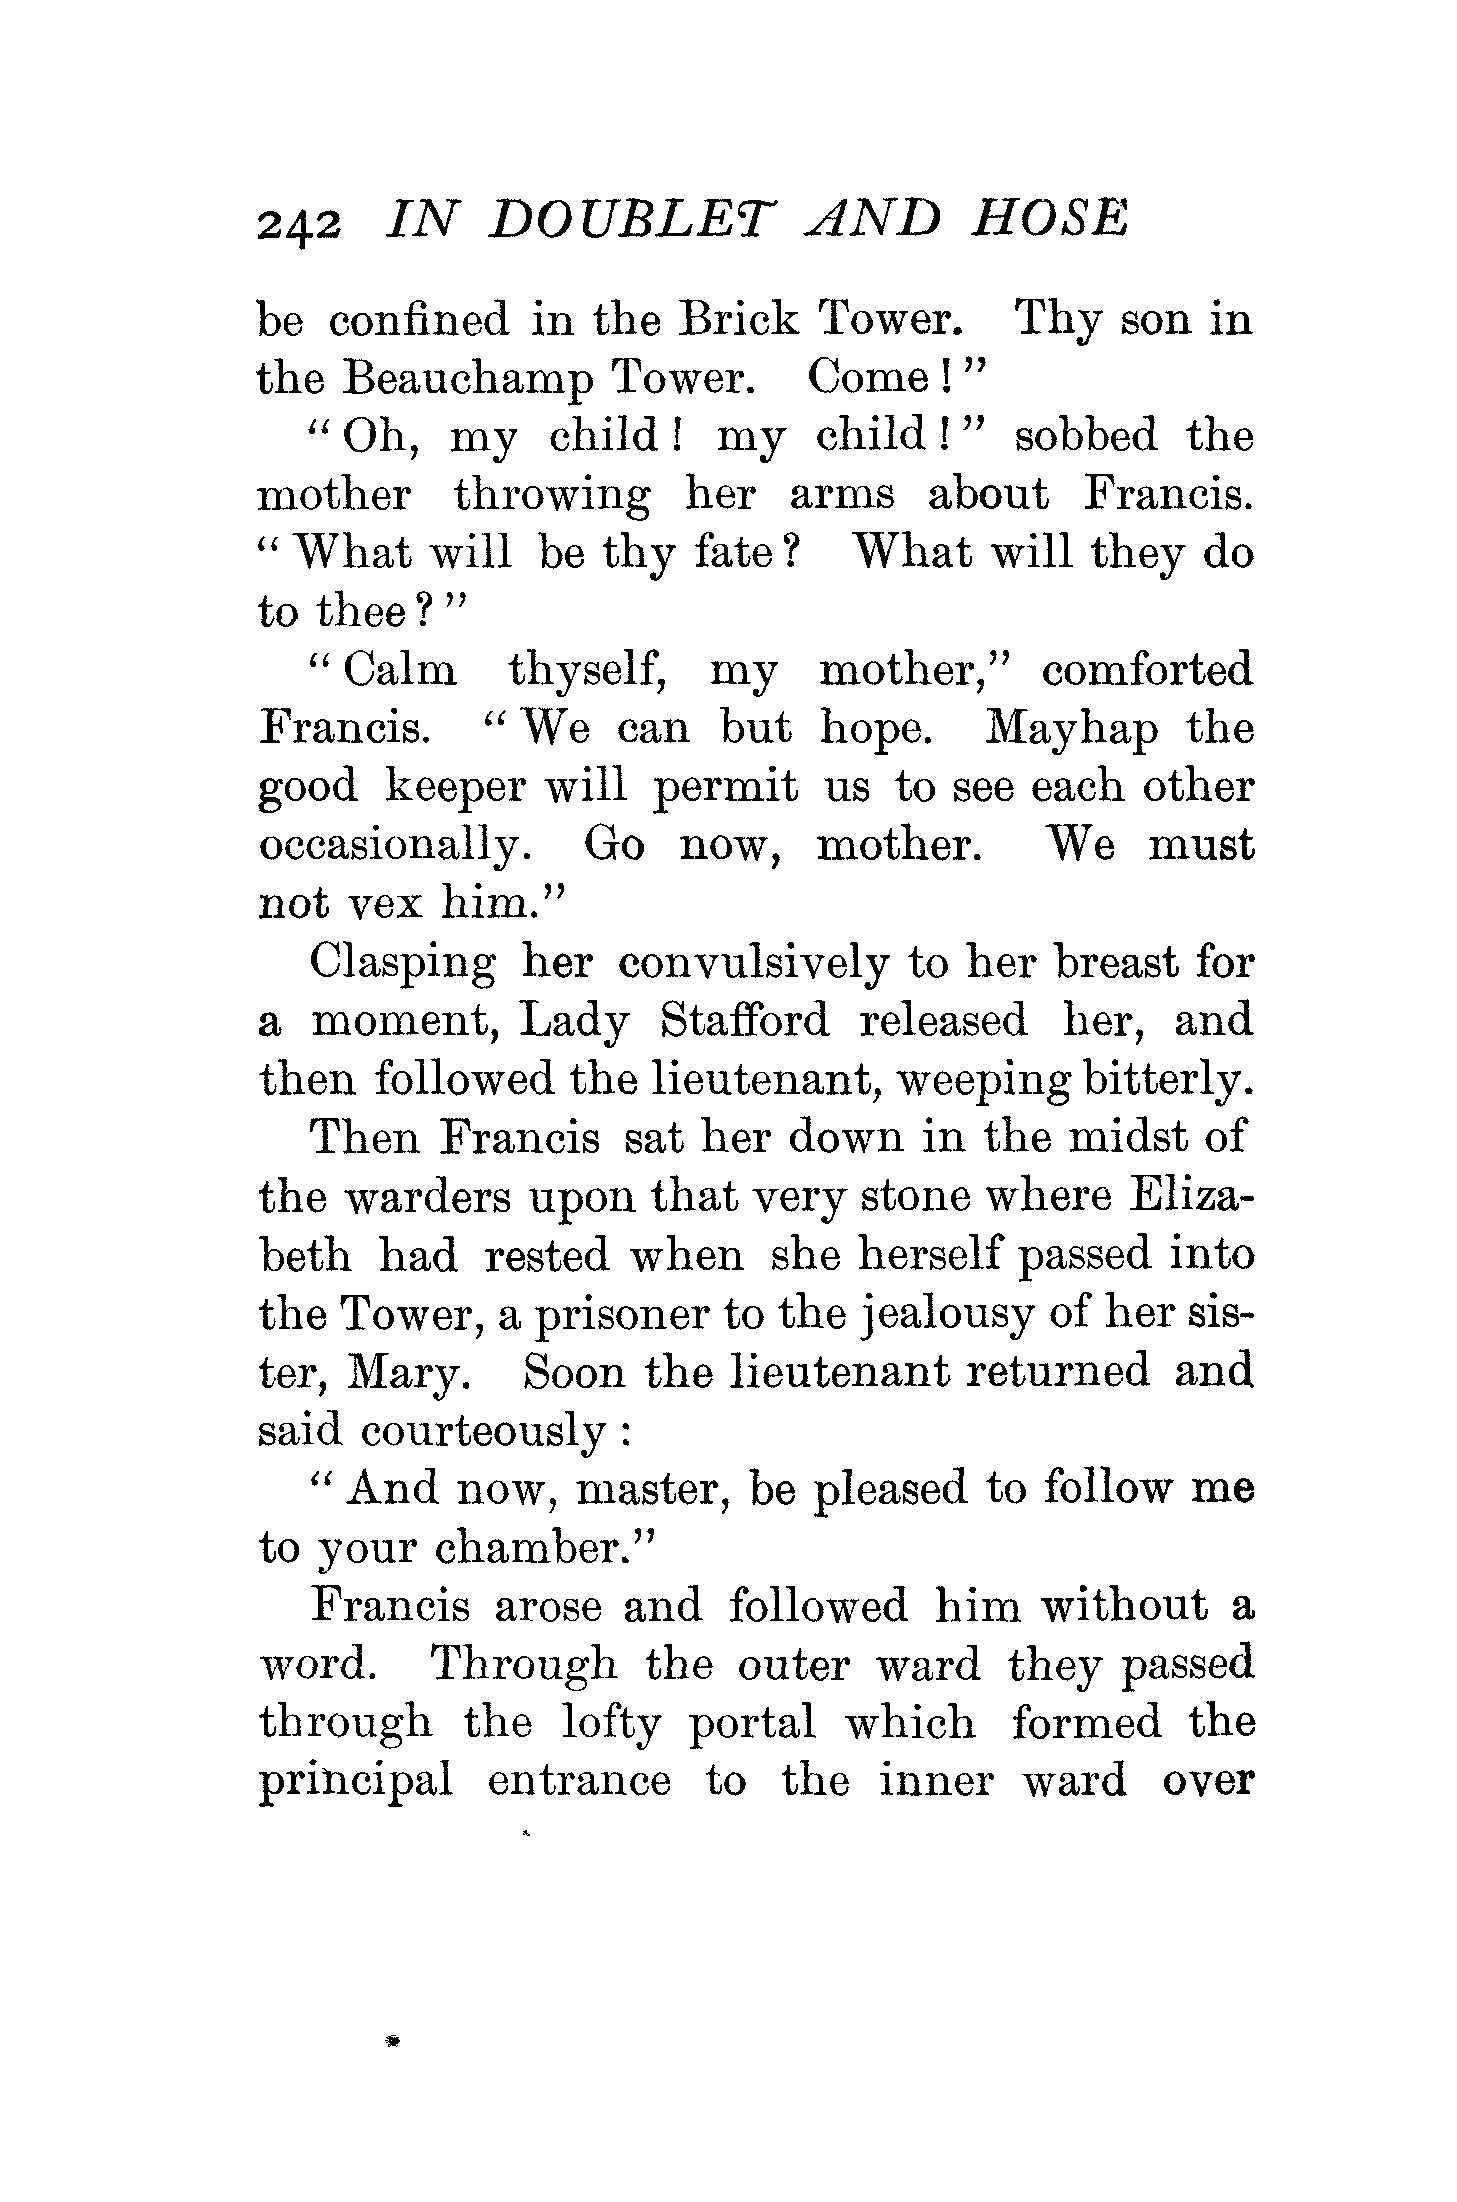 242 IN DOUBLET AND HOSE
be confined in the Brick Tower. Thy son in
the Beauchamp Tower. Come!"
"Oh, my child! my child!" sobbed the
mother throwing her arms about Francis.
"What will be thy fate? What will they do
to thee?"
"Calm thyself, my mother," comforted
Francis. "We can but hope. Mayhap the
good keeper will permit us to see each other
occasionally. Go now, mother. We must
not vex him."
Clasping her convulsively to her breast for
a moment, Lady Stafford released her, and
then followed the lieutenant, weeping bitterly.
Then Francis sat her down in the midst of
the warders upon that very stone where Eliza-
beth had rested when she herself passed into
the Tower, a prisoner to the jealousy of her sis-
ter, Mary. Soon the lieutenant returned and
said courteously:
"And now, master, be pleased to follow me
to your chamber."
Francis arose and followed him without a
word. Through the outer ward they passed
through the lofty portal which formed the
principal entrance to the inner ward over